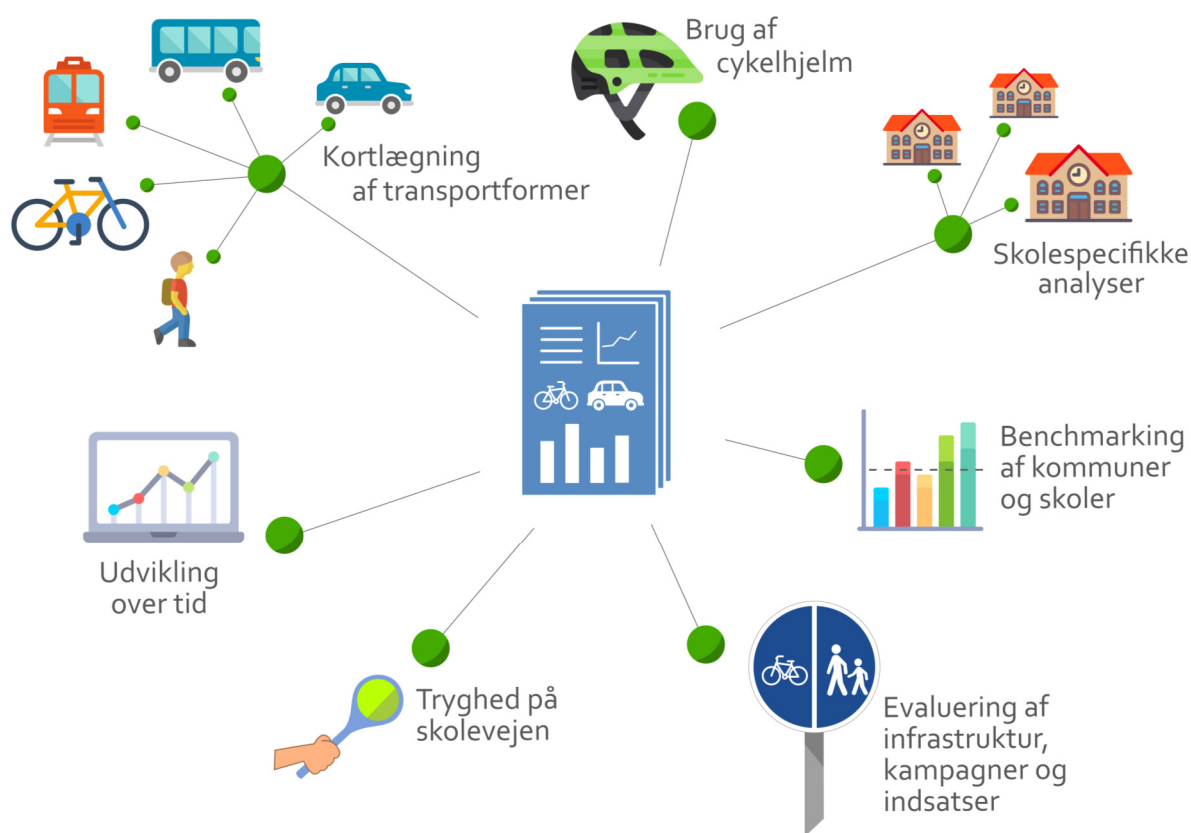 Brug af
cykelhjelm
Kortlægning
af transportformer
Skolespecifikke
analyser
Benchmarking
af kommuner
og skoler
Udvikling
over tid
Tryghed på
skolevejen
Evaluering af
infrastruktur,
kampagner og
indsatser